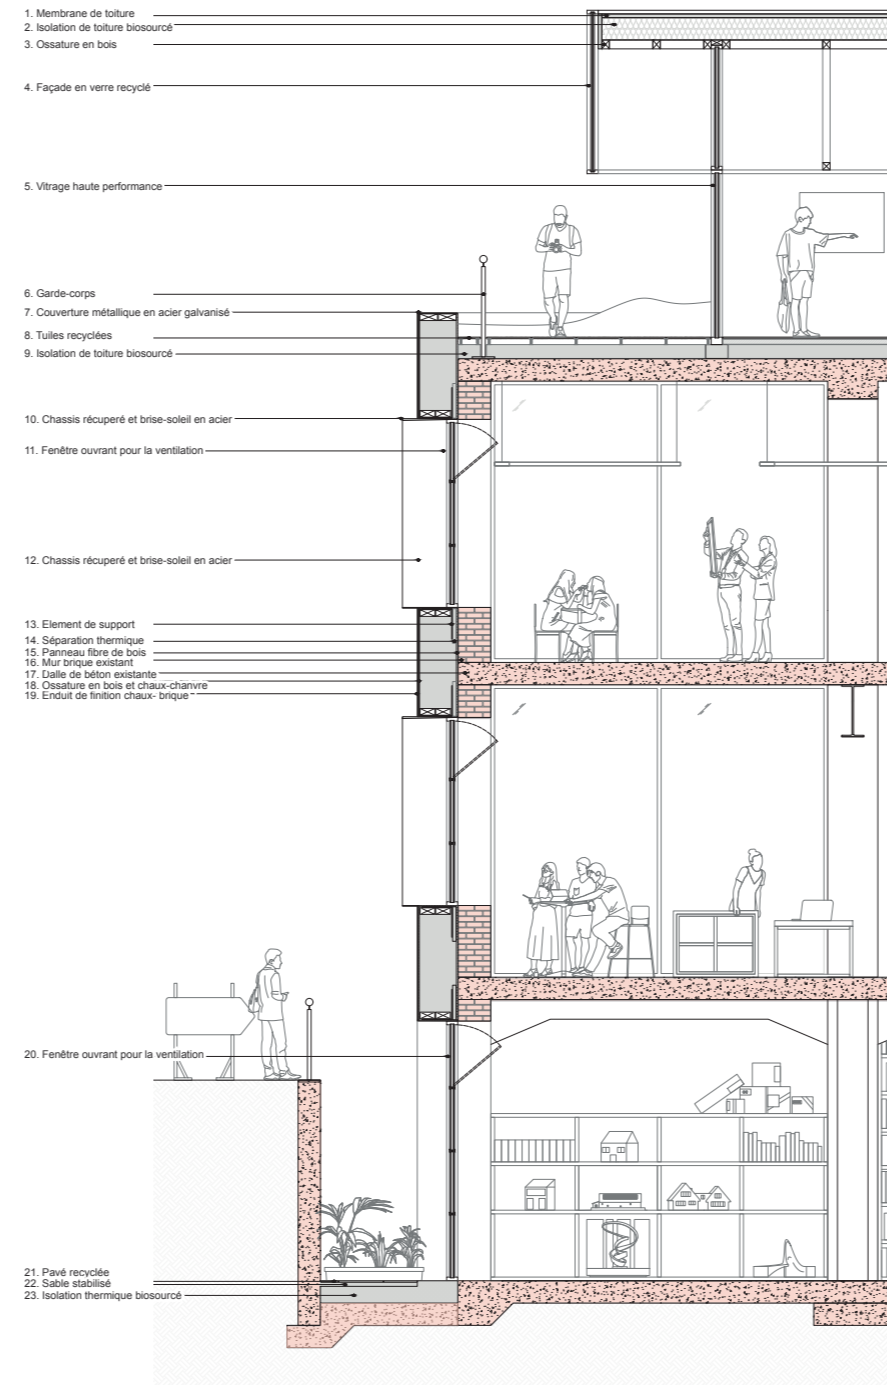 1. Membrane de toiture
2. Isolation de toiture biosourcé
3. Ossature en bois
4. Façade en verre recyclé
5. Vitrage haute performance
6. Garde-corps
7. Couverture métallique en acier galvanisé
8. Tuiles recyclées
9. Isolation de toiture biosourcé
10. Chassis récuperé et brise-soleil en acier
11. Fenêtre ouvrant pour la ventilation
12. Chassis récuperé et brise-soleil en acier
13. Element de support
14. Séparation thermique
15. Panneau fibre de bois
16. Mur brique existant
17. Dalle de béton existante
18. Ossature en bois et chaux-chanvre
19. Enduit de finition chaux- brique
20. Fenêtre ouvrant pour la ventilation
21. Pavé recyclée
22. Sable stabilisé
23. Isolation thermique biosourcé